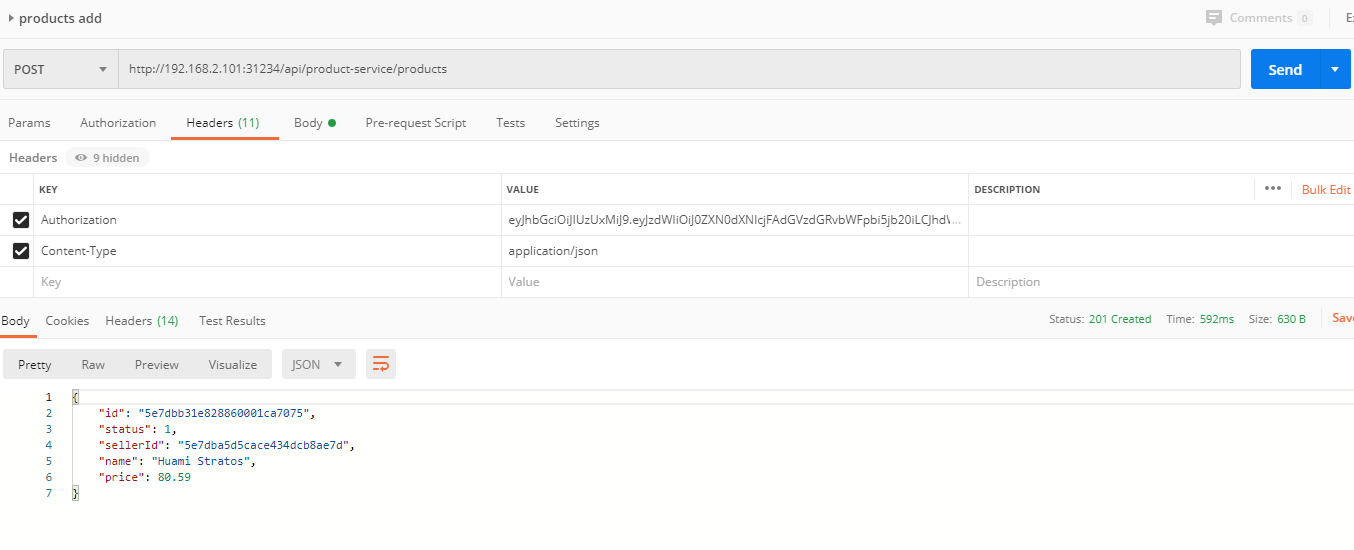 products add
Comments 0
POST http://192.168.2.101:31234/api/product-service/products Send
Params Authorization Headers (11) Body Pre-request Script Tests Settings
Headers 9 hidden
KEY VALUE DESCRIPTION ••• Bulk Edit
Authorization
Content-Type application/json
Key Value Description
Body Cookies Headers (14) Test Results Status: 201 Created Time: 592ms Size: 630 B
Pretty Raw Preview Visualize JSON
1 {
2 "id": "5e7dbb31e828860001ca7075",
3 "status": 1,
4 "sellerId": "5e7dba5d5cace434dcb8ae7d",
5 "name": "Huami Stratos",
6 "price": 80.59
7 }